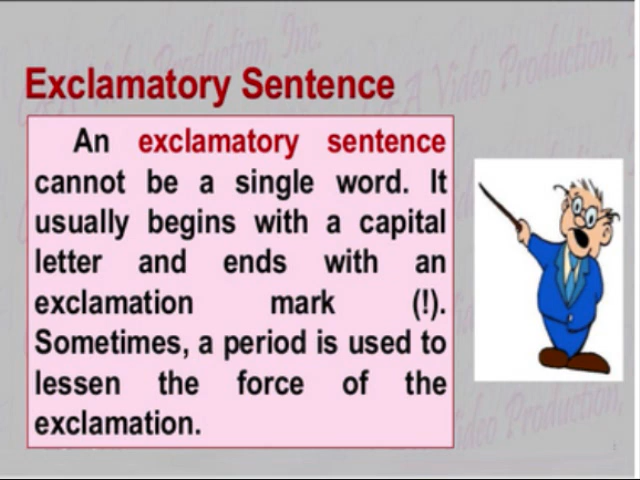 Exclamatory Sentence
An exclamatory sentence
cannot be a single word. It
usually begins with a capital
letter and ends with an
exclamation mark (!).
Sometimes, a period is used to
lessen the force of the
exclamation.